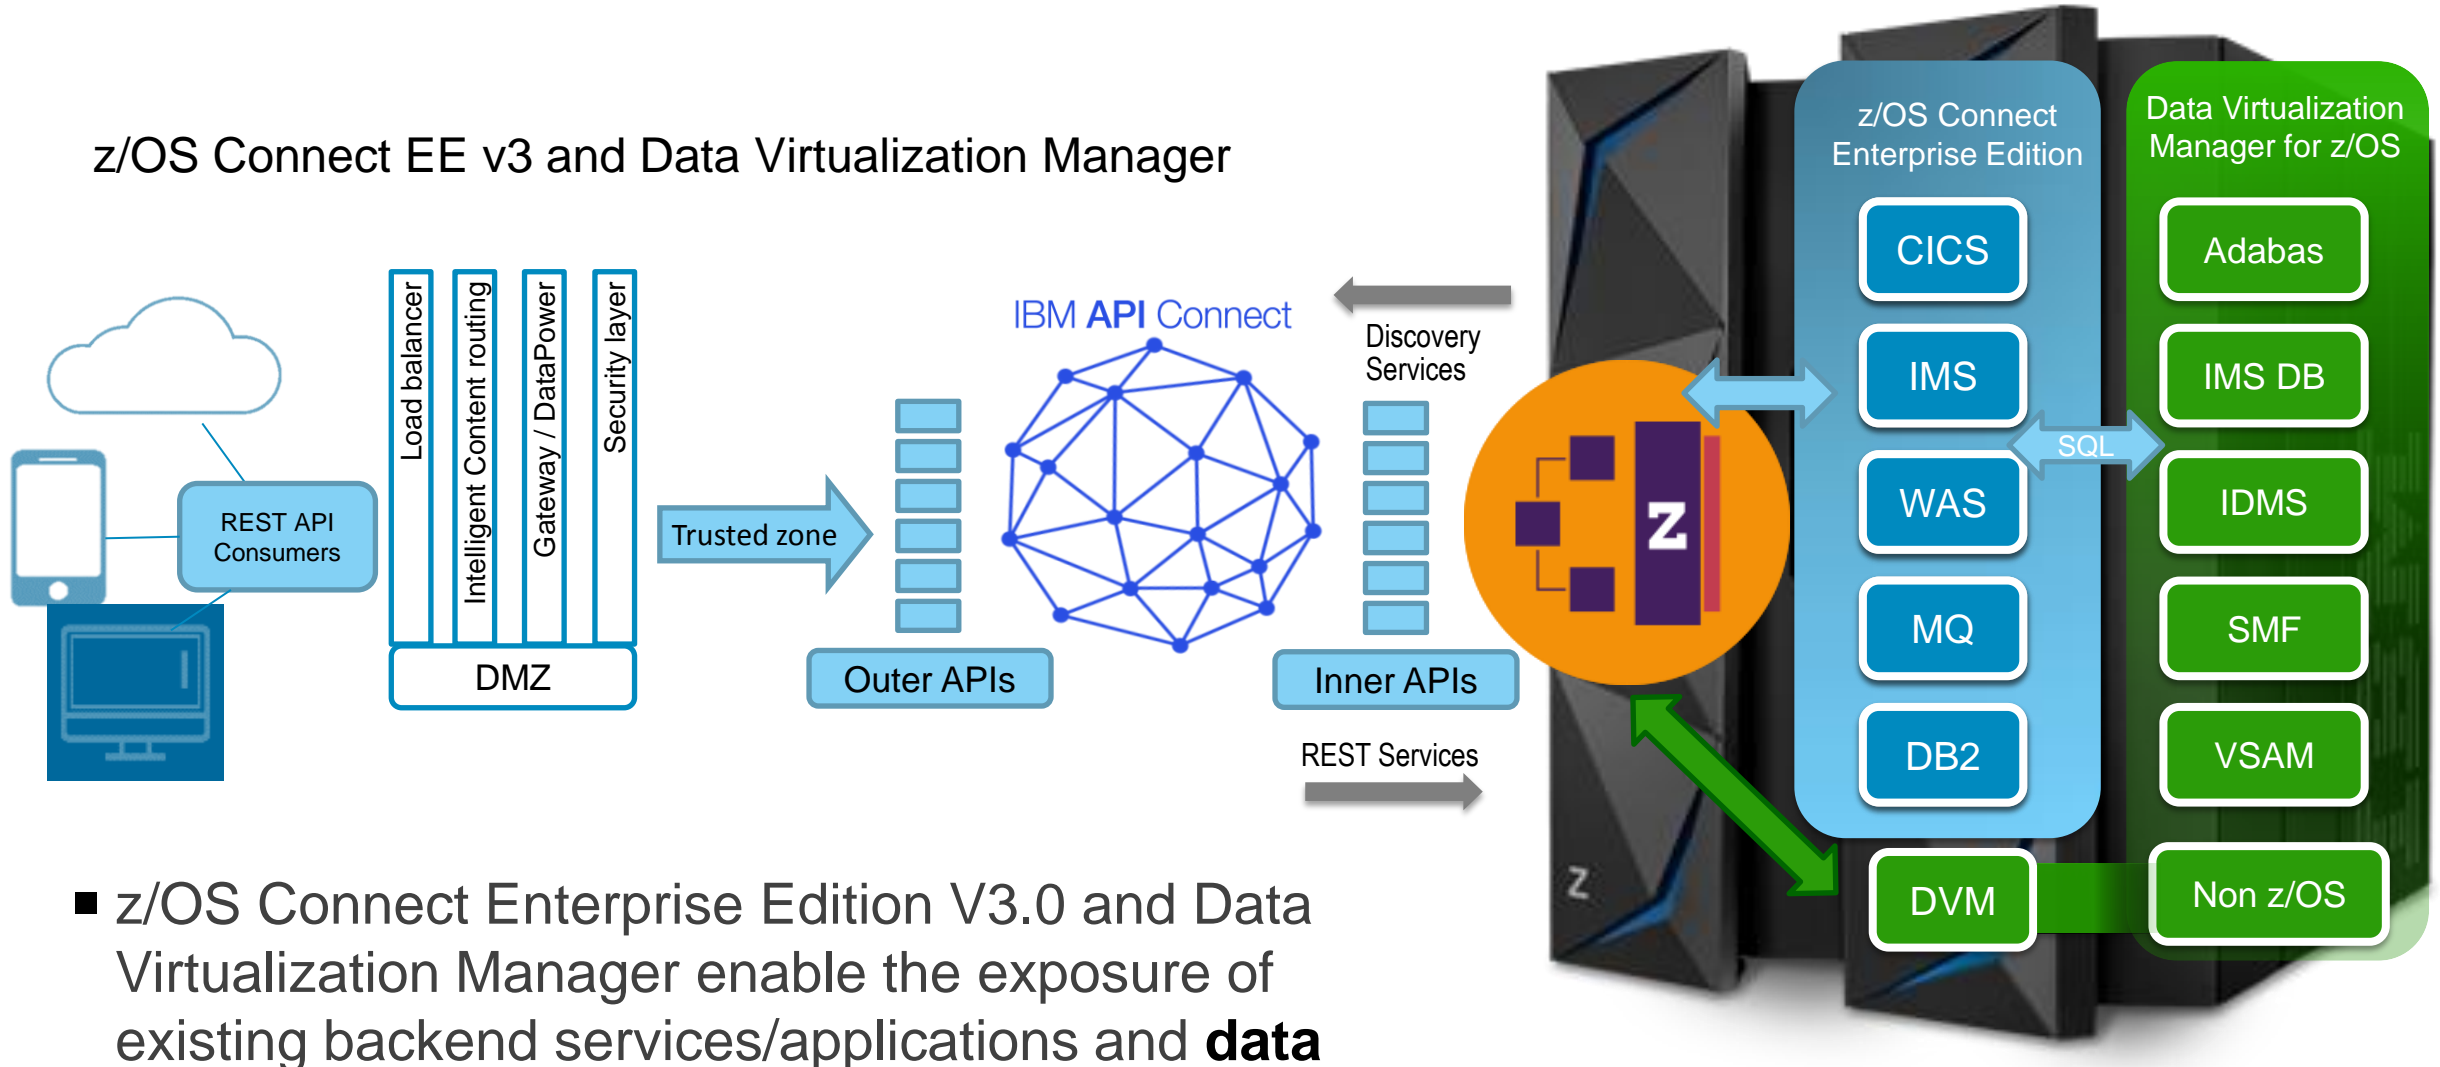 z/OS Connect EE v3 and Data Virtualization Manager
REST API
Consumers
Load balancer
Intelligent Content routing
Gateway / DataPower
Security layer
DMZ
Trusted zone
Outer APIs
IBM API Connect
Discovery
Services
Inner APIs
REST Services
z/OS Connect
Enterprise Edition
CICS
IMS
WAS
MQ
DB2
DVM
SQL
Data Virtualization
Manager for z/OS
Adabas
IMS DB
IDMS
SMF
VSAM
Non z/OS
Z
z
■ z/OS Connect Enterprise Edition V3.0 and Data
Virtualization Manager enable the exposure of
existing backend services/applications and data